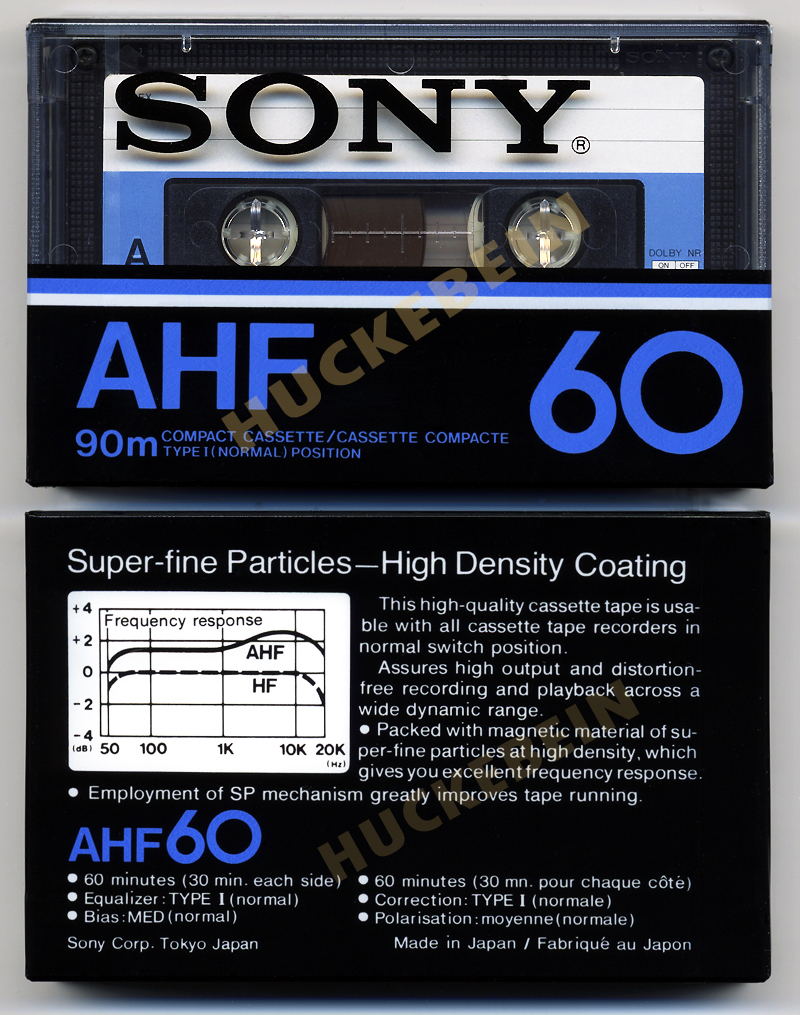 SONY
SONY®
A
DOLBY NR
ON OFF
AHF 60
90m COMPACT CASSETTE/CASSETTE COMPACTE
TYPE I (NORMAL) POSITION
HUCKEBEIN
Super-fine Particles—High Density Coating
+4
Frequency response
+2
AHF
0
HF
-2
-4
(dB) 50 100 1K 10K 20K
(Hz)
This high-quality cassette tape is usa-
ble with all cassette tape recorders in
normal switch position.
Assures high output and distortion-
free recording and playback across a
wide dynamic range.
● Packed with magnetic material of su-
per-fine particles at high density, which
gives you excellent frequency response.
● Employment of SP mechanism greatly improves tape running.
HUCKEBEIN
AHF60
● 60 minutes (30 min. each side)
● Equalizer: TYPE I (normal)
● Bias: MED (normal)
● 60 minutes (30 mn. pour chaque côté)
● Correction: TYPE I (normale)
● Polarisation: moyenne (normale)
Sony Corp. Tokyo Japan
Made in Japan / Fabriqué au Japon